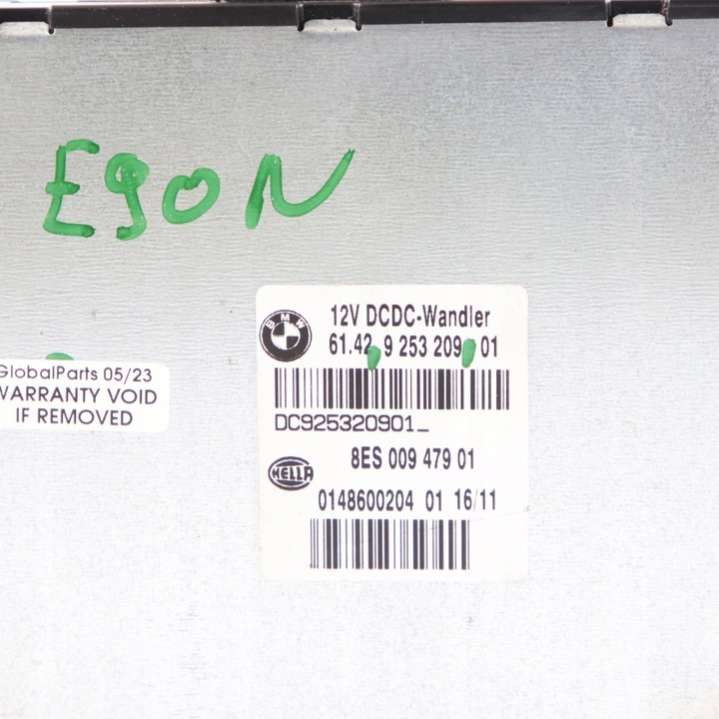 E90N
BMW
12V DCDC-Wandler
61.42 9 253 209 01
DC925320901_
HELLA
8ES 009 479 01
0148600204 01 16/11
GlobalParts 05/23
WARRANTY VOID
IF REMOVED